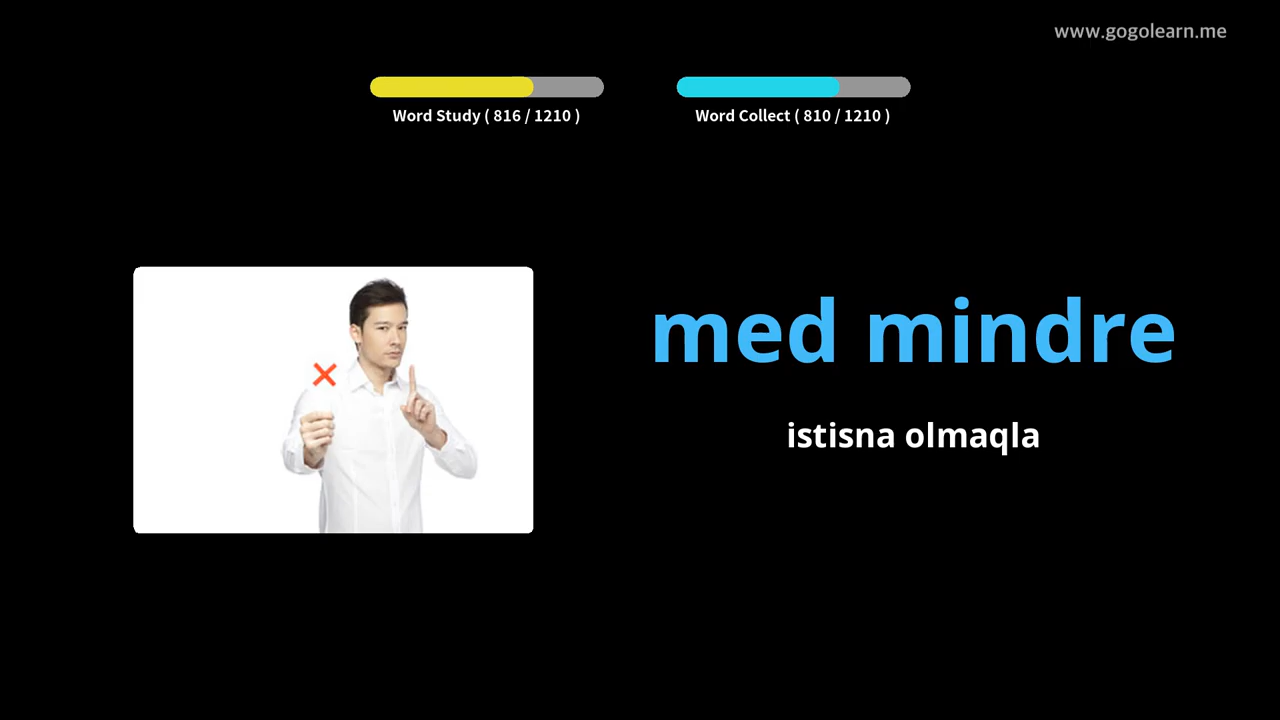 www.gogolearn.me
Word Study ( 816 / 1210 )
Word Collect ( 810 / 1210 )
med mindre
istisna olmaqla